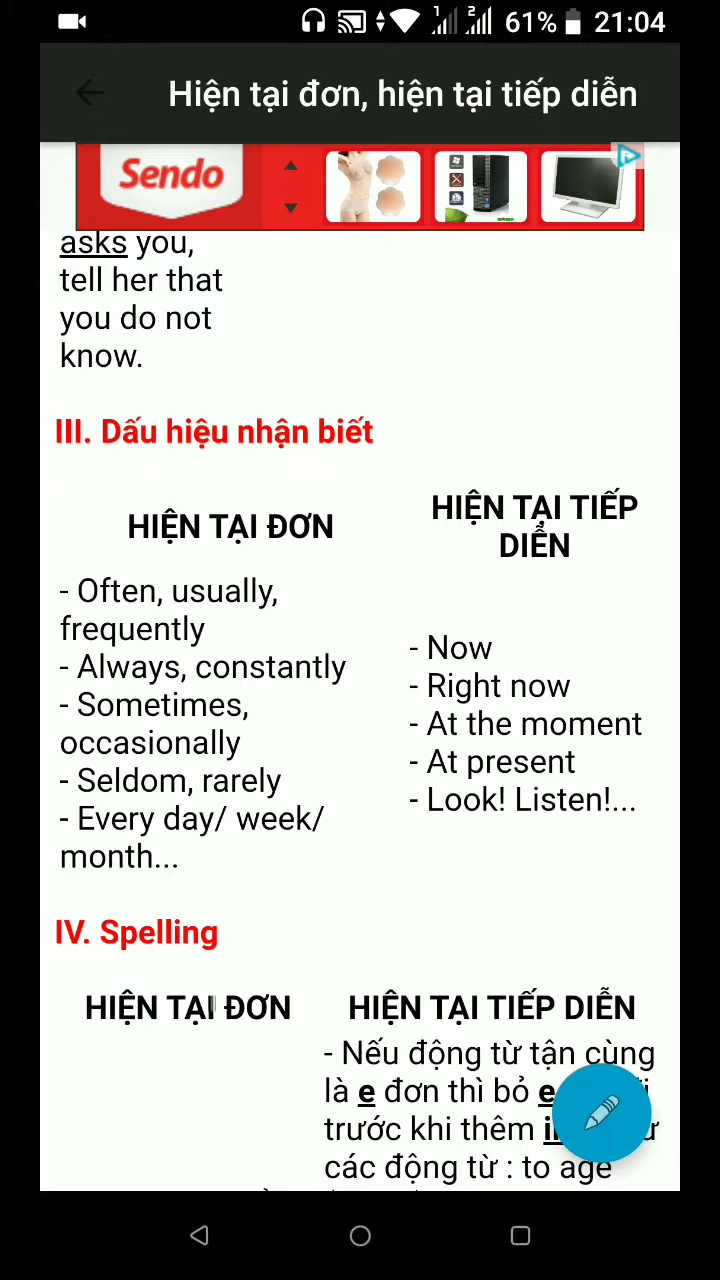 1 2 61% 21:04
Hiện tại đơn, hiện tại tiếp diễn
Sendo
asks you,
tell her that
you do not
know.
III. Dấu hiệu nhận biết
HIỆN TẠI ĐƠN
- Often, usually,
frequently
- Always, constantly
- Sometimes,
occasionally
- Seldom, rarely
- Every day/ week/
month...
HIỆN TẠI TIẾP
DIỄN
- Now
- Right now
- At the moment
- At present
- Look! Listen!...
IV. Spelling
HIỆN TẠI ĐƠN
HIỆN TẠI TIẾP DIỄN
- Nếu động từ tận cùng
là e đơn thì bỏ e
trước khi thêm
các động từ : to age